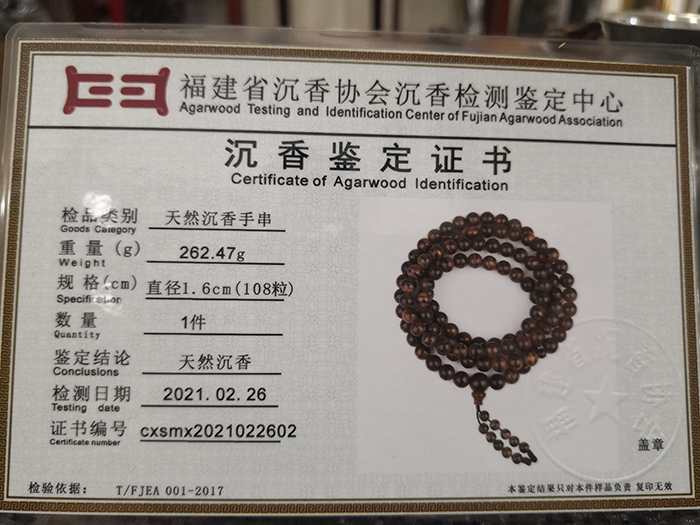 福建省沉香协会沉香检测鉴定中心
Agarwood Testing and Identification Center of Fujian Agarwood Association
沉香鉴定证书
Certificate of Agarwood Identification
检品类别 天然沉香手串
Goods Category
重量(g) 262.47g
Weight
规格(cm) 直径1.6cm(108粒)
Specification
数量 1件
Quantity
鉴定结论 天然沉香
Conclusions
检测日期 2021.02.26
Testing date
证书编号 cxsmx2021022602
Certificate number
盖章
检验依据: T/FJEA 001-2017
本鉴定结果只对本件样品负责 复印无效